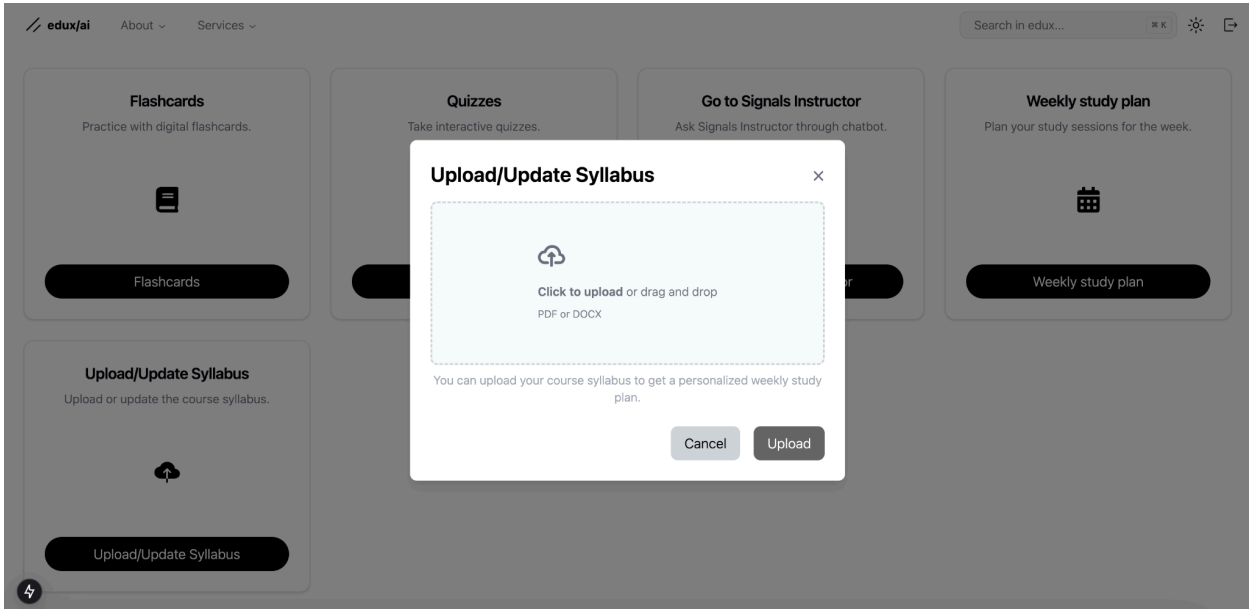 edux/ai About Services Search in edux... ⌘ K
Flashcards
Practice with digital flashcards.
Flashcards
Quizzes
Take interactive quizzes.
Go to Signals Instructor
Ask Signals Instructor through chatbot.
or
Weekly study plan
Plan your study sessions for the week.
Weekly study plan
Upload/Update Syllabus
Upload or update the course syllabus.
Upload/Update Syllabus
Upload/Update Syllabus
Click to upload or drag and drop
PDF or DOCX
You can upload your course syllabus to get a personalized weekly study
plan.
Cancel Upload